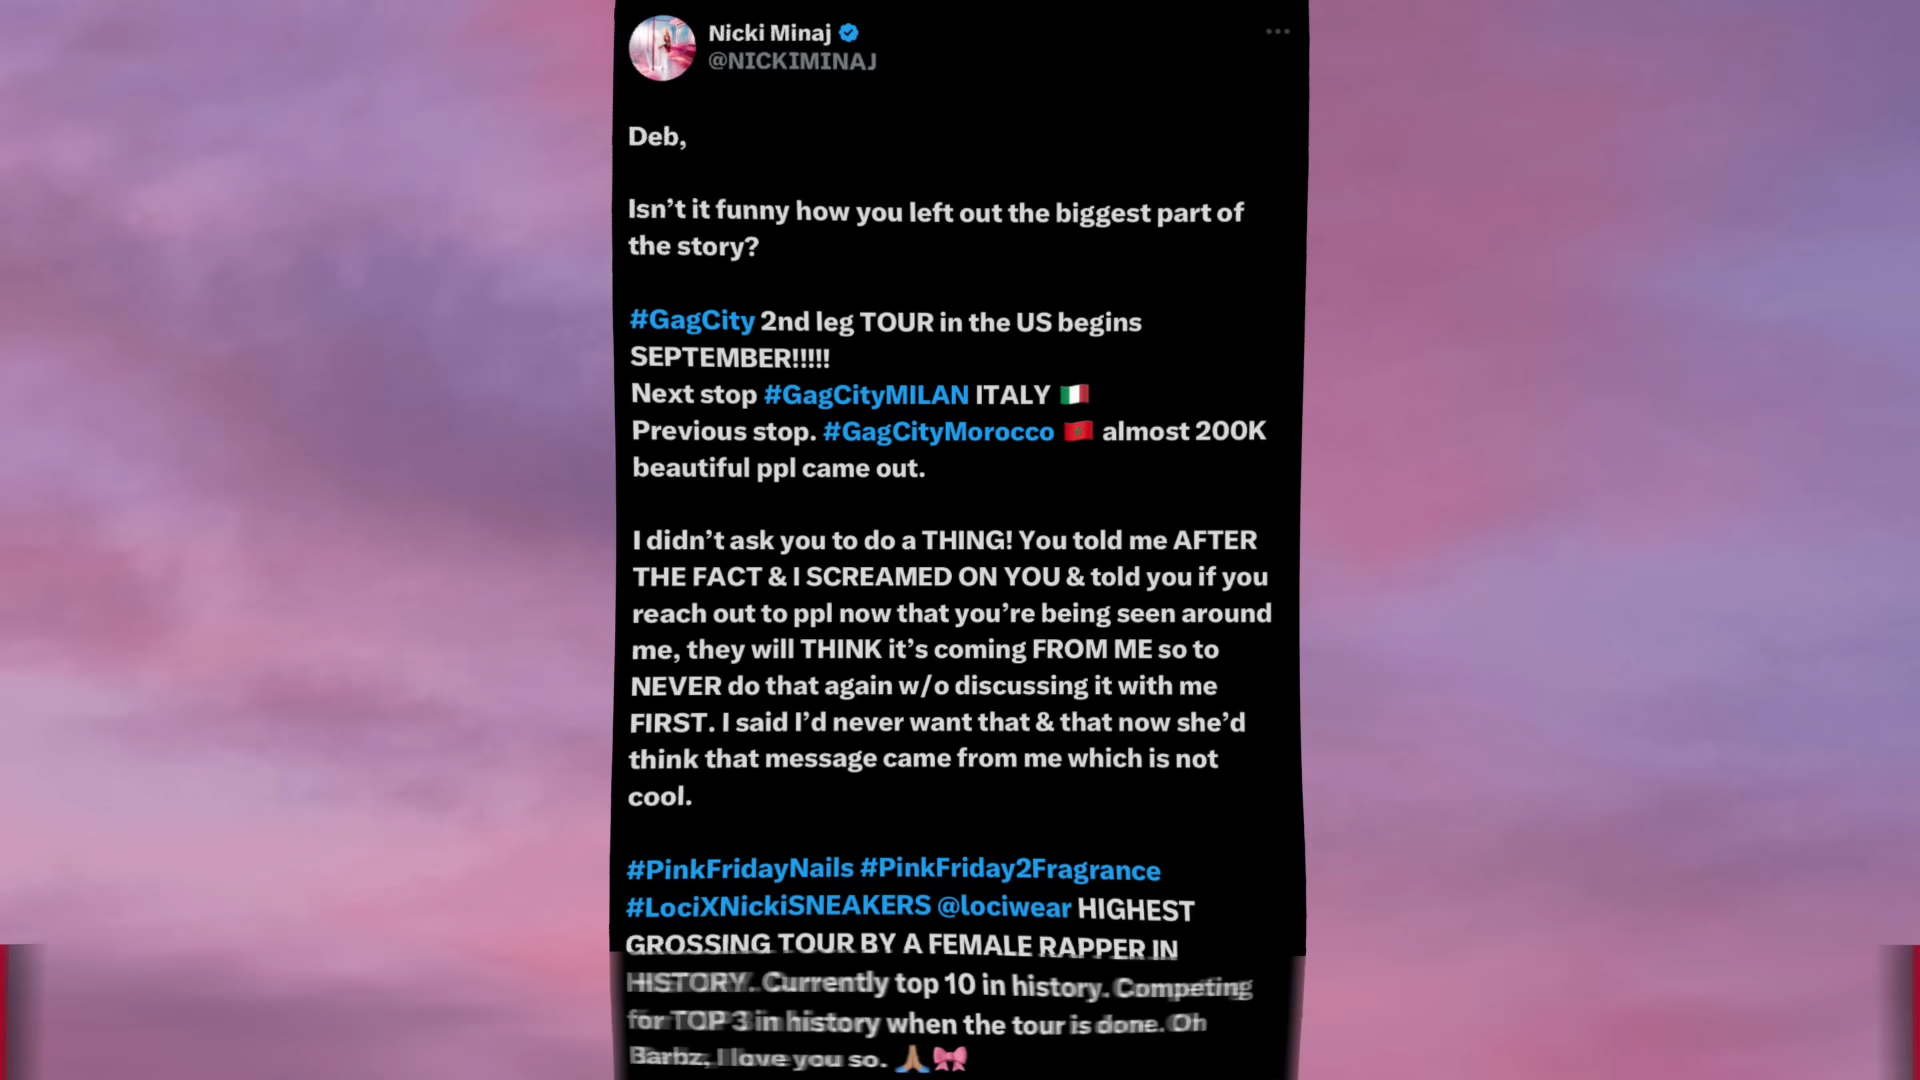 Nicki Minaj
@NICKIMINAJ
Deb,
Isn't it funny how you left out the biggest part of
the story?
#GagCity 2nd leg TOUR in the US begins
SEPTEMBER!!!!!
Next stop #GagCityMILAN ITALY 🇮🇹
Previous stop. #GagCityMorocco 🇲🇦 almost 200K
beautiful ppl came out.
I didn't ask you to do a THING! You told me AFTER
THE FACT & I SCREAMED ON YOU & told you if you
reach out to ppl now that you're being seen around
me, they will THINK it's coming FROM ME so to
NEVER do that again w/o discussing it with me
FIRST. I said I'd never want that & that now she'd
think that message came from me which is not
cool.
#PinkFridayNails #PinkFriday2Fragrance
#LociXNickiSNEAKERS @lociwear HIGHEST
GROSSING TOUR BY A FEMALE RAPPER IN
HISTORY. Currently top 10 in history. Competing
for TOP 3 in history when the tour is done. Oh
Barbz, I love you so. 🙏🏽🎀